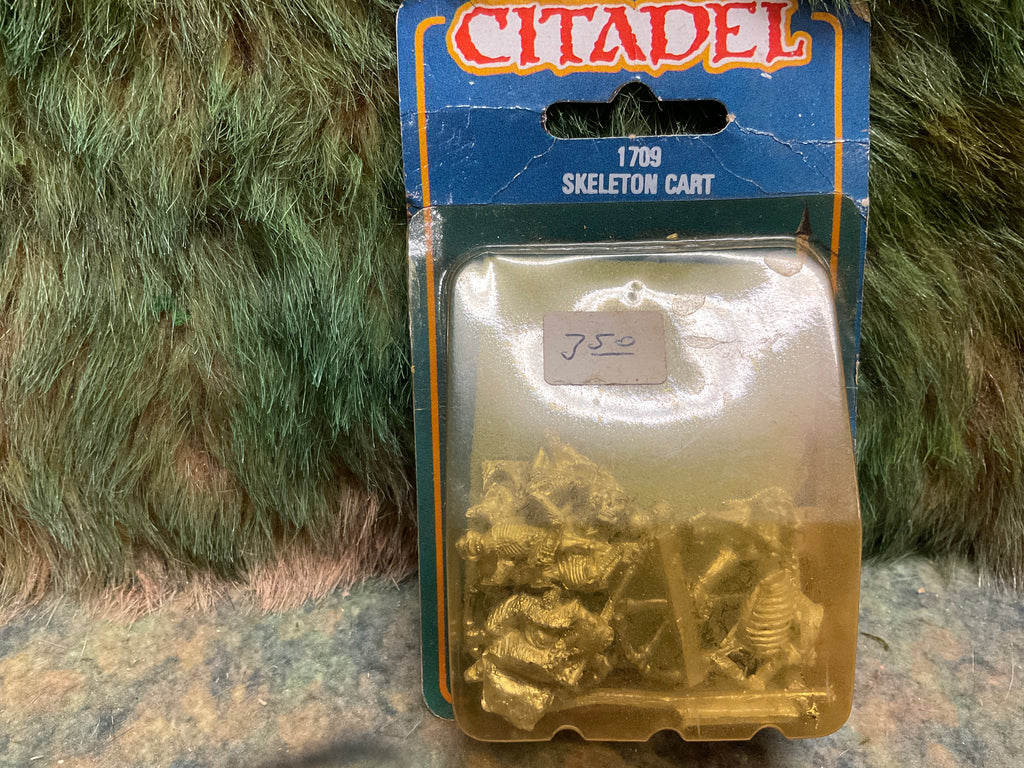 CITADEL
1709
SKELETON CART
350